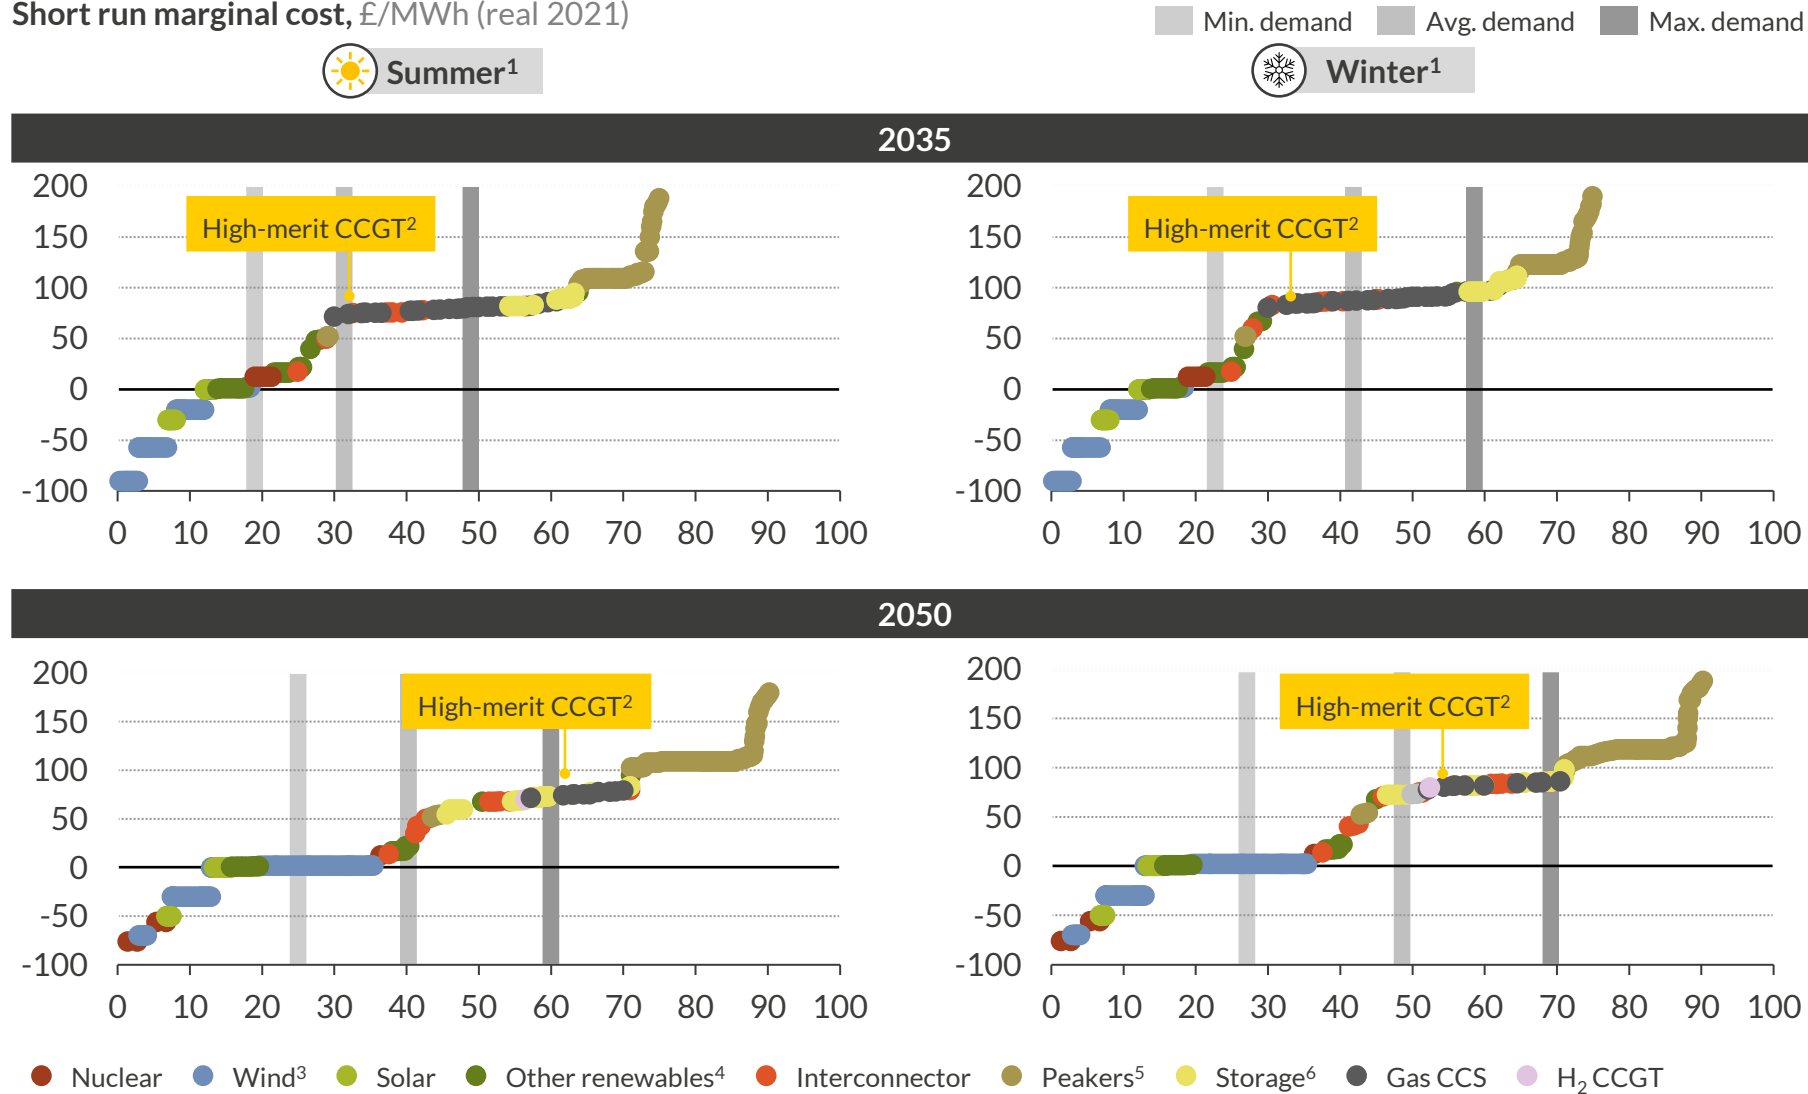 Short run marginal cost, £/MWh (real 2021)
Min. demand Avg. demand Max. demand
Summer¹ Winter¹
2035
200
150
100
50
0
-50
-100
High-merit CCGT²
0 10 20 30 40 50 60 70 80 90 100
200
150
100
50
0
-50
-100
High-merit CCGT²
0 10 20 30 40 50 60 70 80 90 100
2050
200
150
100
50
0
-50
-100
High-merit CCGT²
0 10 20 30 40 50 60 70 80 90 100
200
150
100
50
0
-50
-100
High-merit CCGT²
0 10 20 30 40 50 60 70 80 90 100
Nuclear Wind³ Solar Other renewables⁴ Interconnector Peakers⁵ Storage⁶ Gas CCS H₂ CCGT